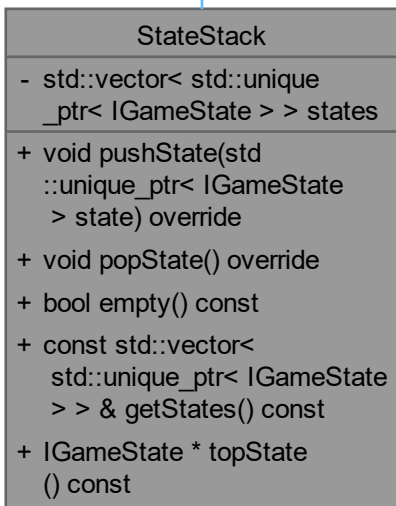 StateStack
- std::vector< std::unique
_ptr< IGameState > > states
+ void pushState(std
::unique_ptr< IGameState
> state) override
+ void popState() override
+ bool empty() const
+ const std::vector<
std::unique_ptr< IGameState
> > & getStates() const
+ IGameState * topState
() const